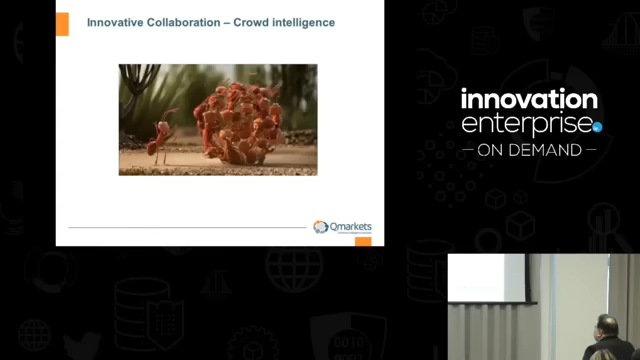 Innovative Collaboration – Crowd intelligence
Qmarkets
innovation
enterprise
— ON DEMAND —